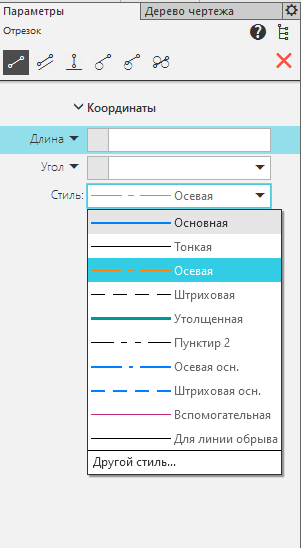 Параметры
Дерево чертежа
Отрезок
Координаты
Длина
Угол
Стиль: Осевая
Основная
Тонкая
Осевая
Штриховая
Утолщенная
Пунктир 2
Осевая осн.
Штриховая осн.
Вспомогательная
Для линии обрыва
Другой стиль...